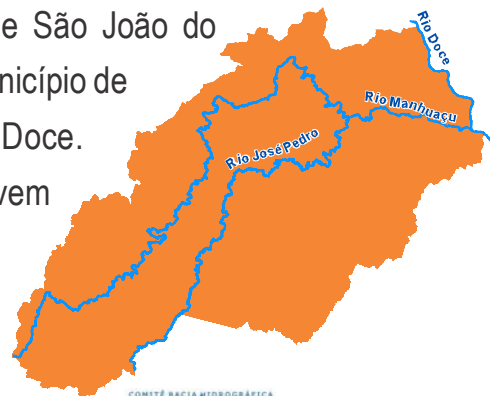 e São João do
nicípio de
Doce.
vem
Rio Doce
Rio Manhuaçu
Rio José Pedro
COMITÊ BACIA HIDROGRÁFICA